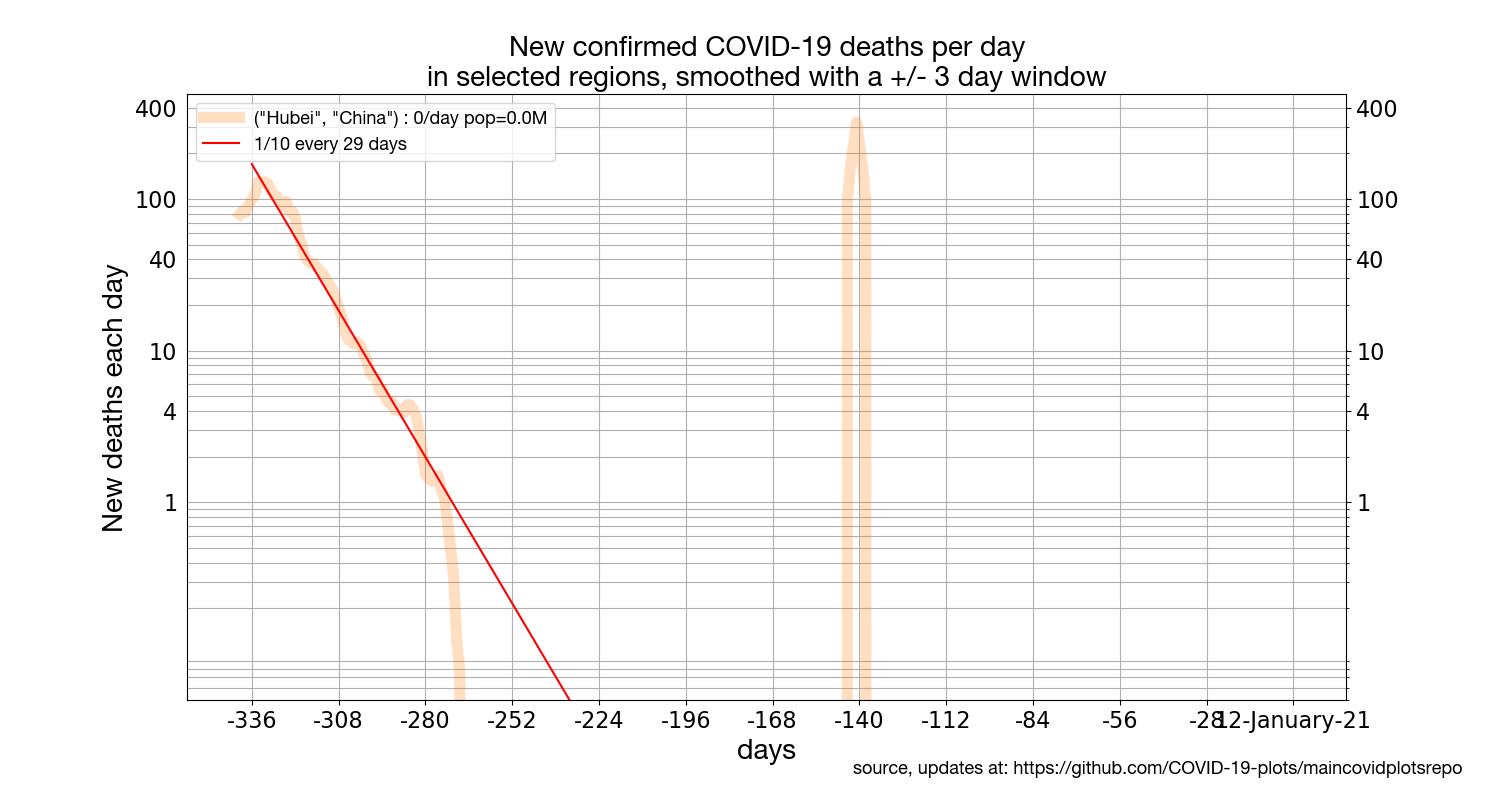 New confirmed COVID-19 deaths per day
in selected regions, smoothed with a +/- 3 day window
("Hubei", "China") : 0/day pop=0.0M
1/10 every 29 days
400
100
40
10
4
1
400
100
40
10
4
1
New deaths each day
-336 -308 -280 -252 -224 -196 -168 -140 -112 -84 -56 -28 12-January-21
days
source, updates at: https://github.com/COVID-19-plots/maincovidplotsrepo